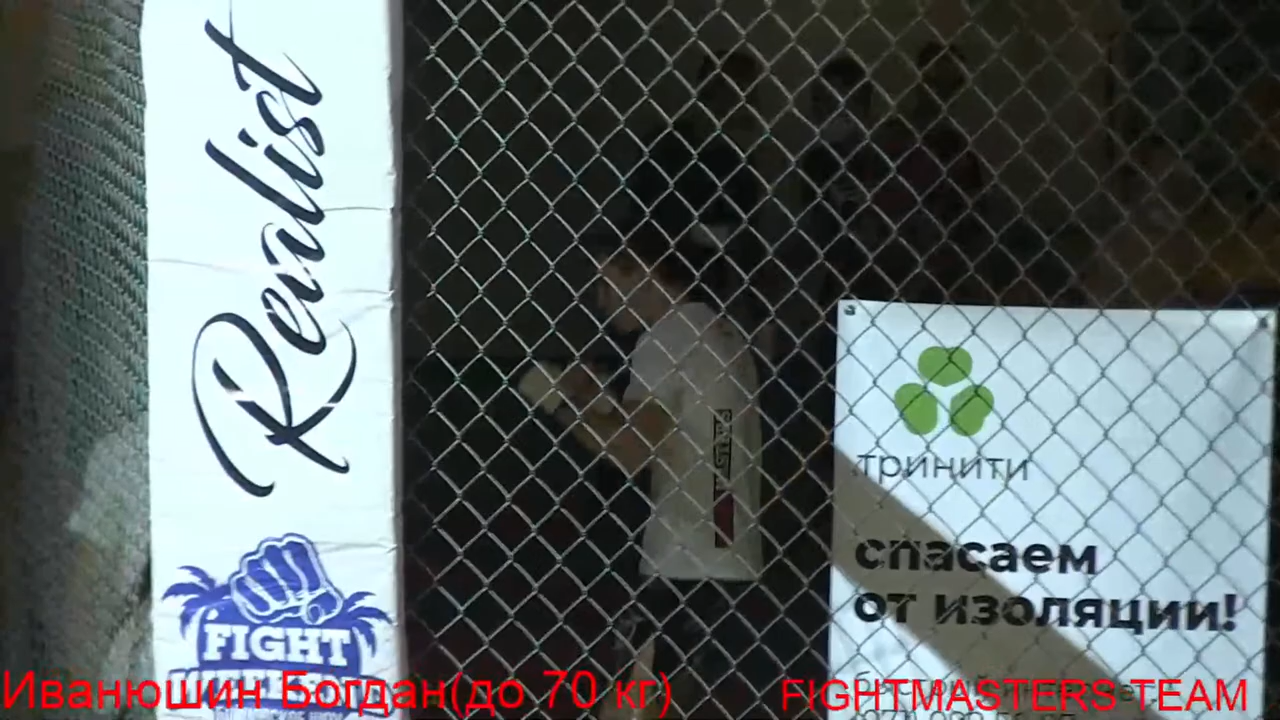 Realist
FIGHT
тринити
спасаем
от изоляции!
Иванюшин Богдан(до 70 кг)
FIGHTMASTERS TEAM